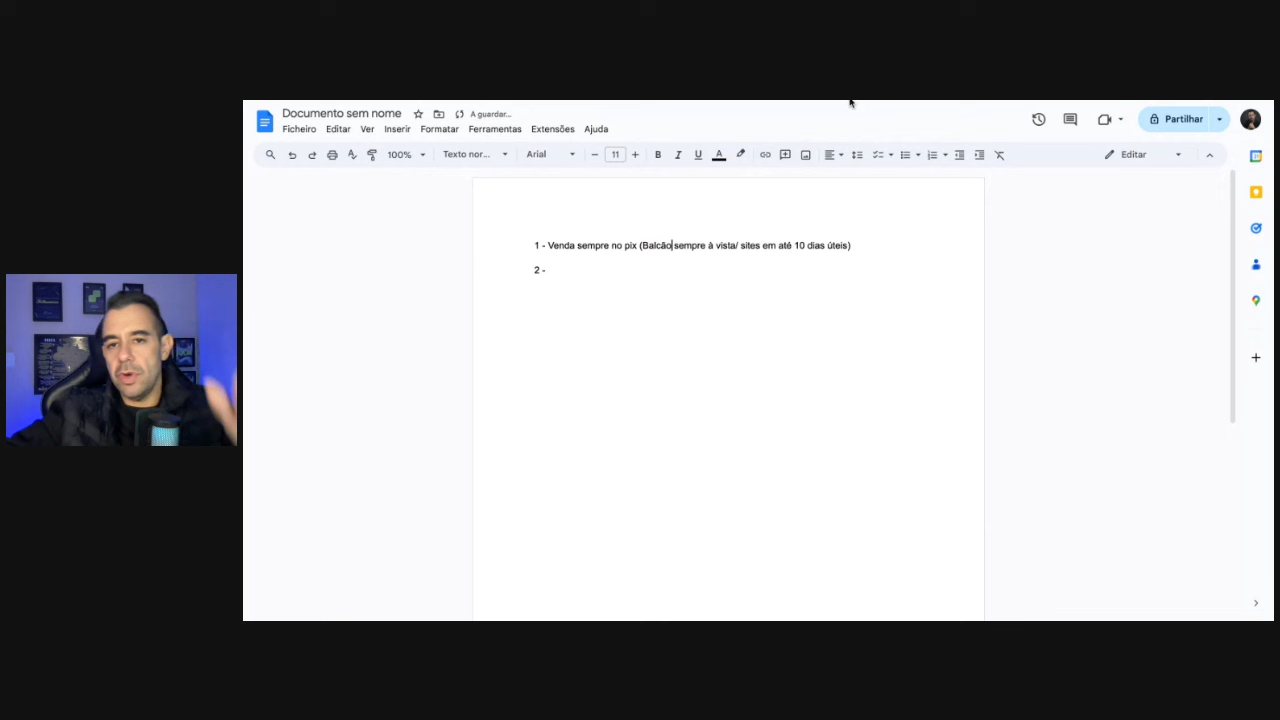 Documento sem nome
A guardar...
Ficheiro Editar Ver Inserir Formatar Ferramentas Extensões Ajuda
Partilhar
100% Texto nor... Arial 11 B I U A Editar
1 - Venda sempre no pix (Balcão sempre à vista/ sites em até 10 dias úteis)
2 -